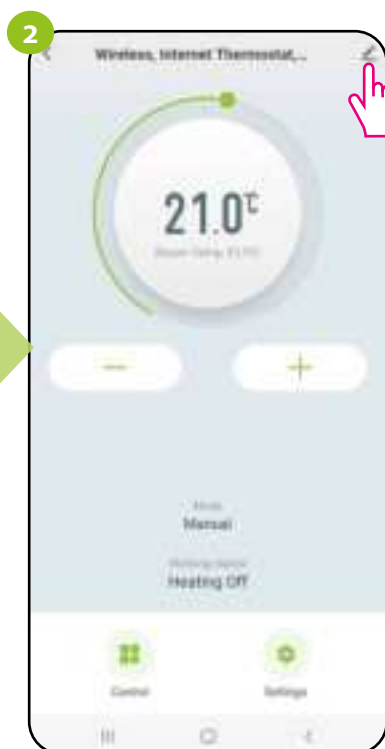 2
Wireless, Internet Thermostat,...
21.0℃
Mode
Manual
Heating Off
Control
Settings